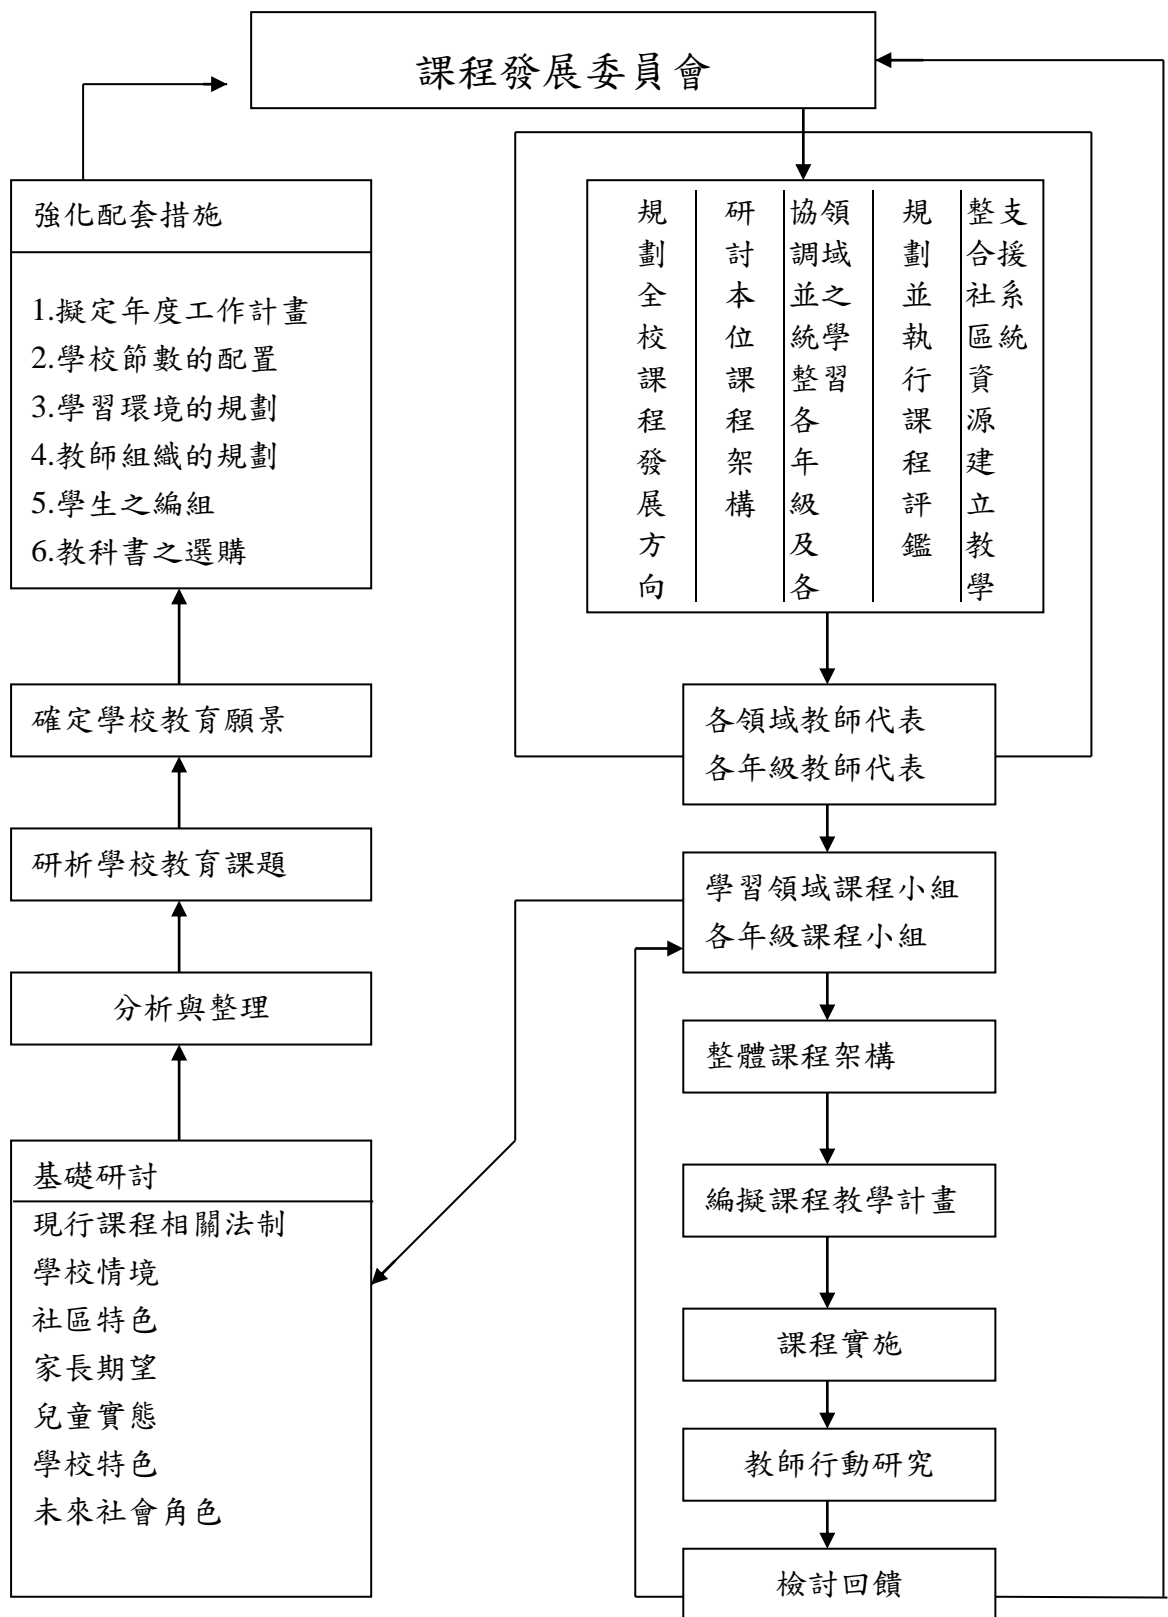 課程發展委員會
強化配套措施
1.擬定年度工作計畫
2.學校節數的配置
3.學習環境的規劃
4.教師組織的規劃
5.學生之編組
6.教科書之選購
確定學校教育願景
研析學校教育課題
分析與整理
基礎研討
現行課程相關法制
學校情境
社區特色
家長期望
兒童實態
學校特色
未來社會角色
規劃全校課程發展方向
研討本位課程架構
協調並統整各年級及各
領域之學習
規劃並執行課程評鑑
整合社區資源建立教學
支援系統
各領域教師代表
各年級教師代表
學習領域課程小組
各年級課程小組
整體課程架構
編擬課程教學計畫
課程實施
教師行動研究
檢討回饋